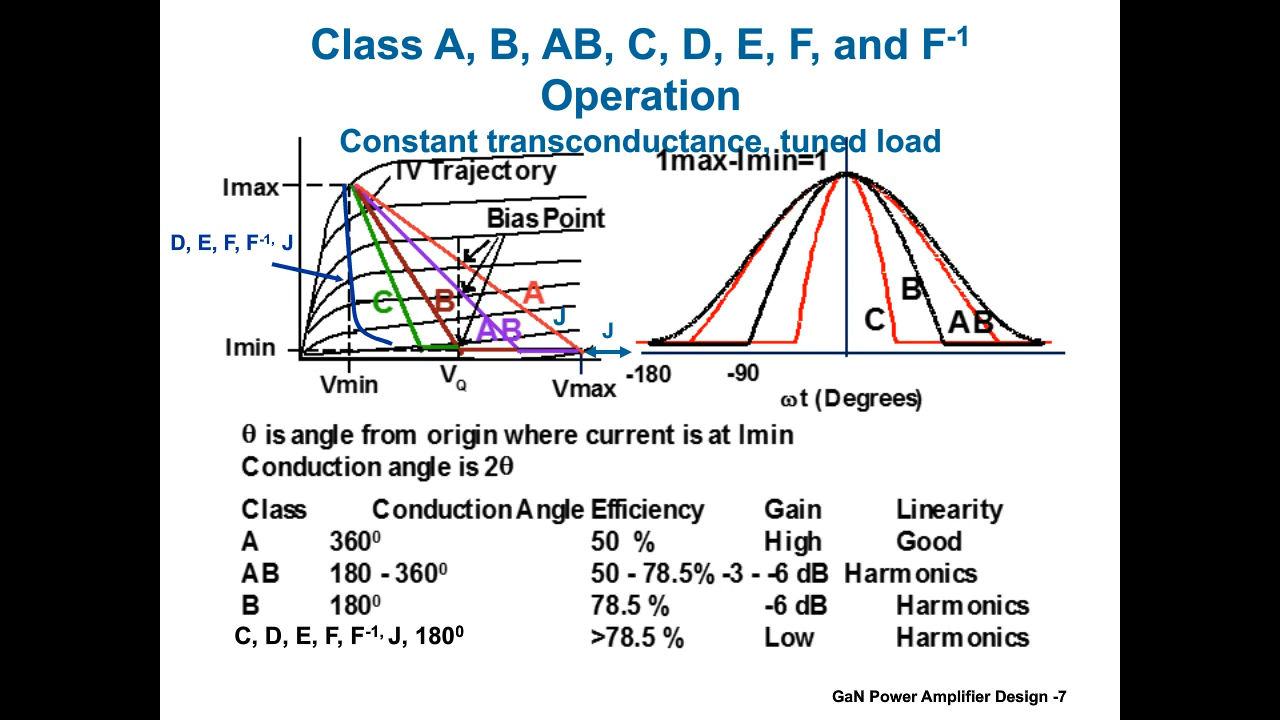 Class A, B, AB, C, D, E, F, and F⁻¹
Operation
Constant transconductance, tuned load
IV Trajectory
Imax
Bias Point
D, E, F, F⁻¹, J
C
B
A
AB
J
J
Imin
Vmin
V_Q
Vmax
1max-Imin=1
B
C
AB
-180
-90
ωt (Degrees)
θ is angle from origin where current is at Imin
Conduction angle is 2θ
Class Conduction Angle Efficiency Gain Linearity
A 360⁰ 50 % High Good
AB 180 - 360⁰ 50 - 78.5% -3 - -6 dB Harmonics
B 180⁰ 78.5 % -6 dB Harmonics
C, D, E, F, F⁻¹, J, 180⁰ >78.5 % Low Harmonics
GaN Power Amplifier Design -7